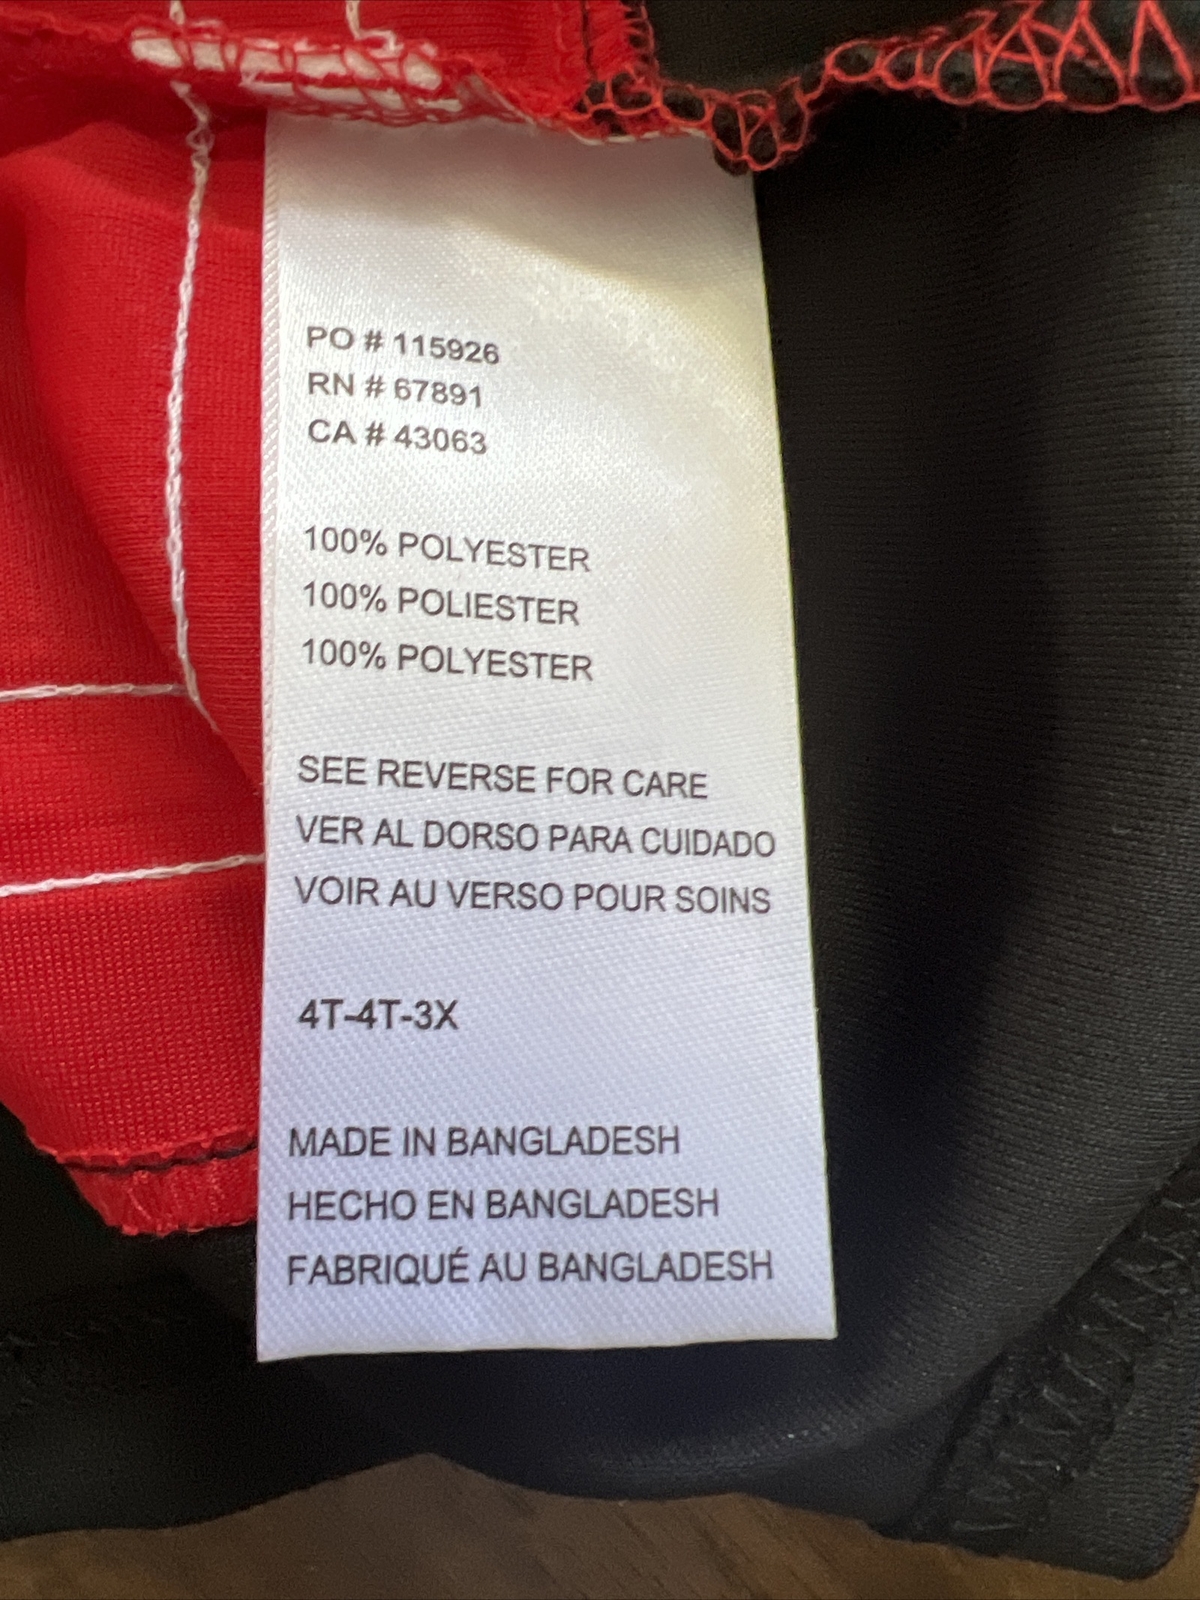 PO # 115926
RN # 67891
CA # 43063
100% POLYESTER
100% POLIESTER
100% POLYESTER
SEE REVERSE FOR CARE
VER AL DORSO PARA CUIDADO
VOIR AU VERSO POUR SOINS
4T-4T-3X
MADE IN BANGLADESH
HECHO EN BANGLADESH
FABRIQUÉ AU BANGLADESH